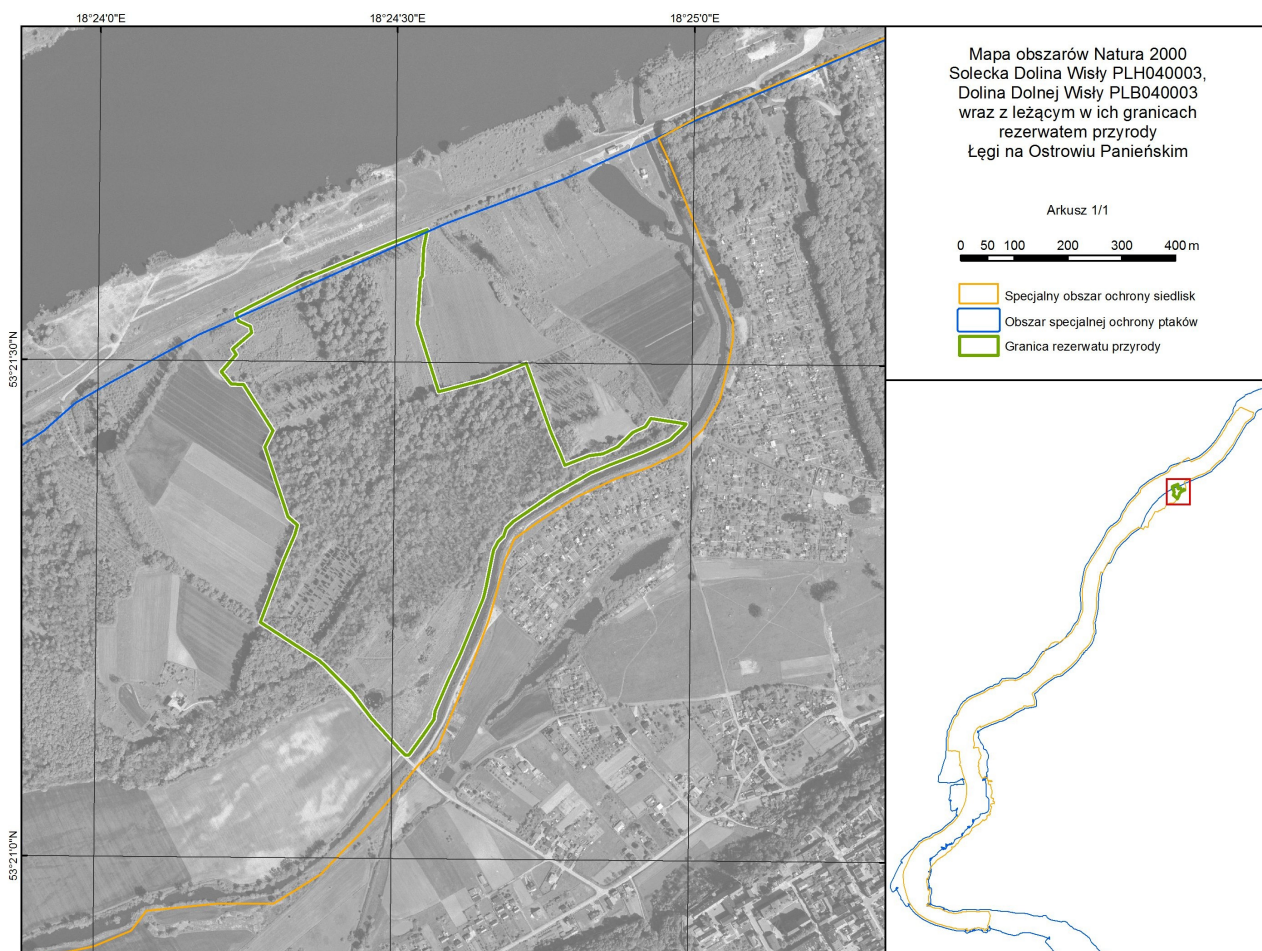 18°24'0"E
18°24'30"E
18°25'0"E
53°21'30"N
53°21'0"N
Mapa obszarów Natura 2000
Solecka Dolina Wisły PLH040003,
Dolina Dolnej Wisły PLB040003
wraz z leżącym w ich granicach
rezerwatem przyrody
Łęgi na Ostrowiu Panieńskim
Arkusz 1/1
0 50 100 200 300 400 m
Specjalny obszar ochrony siedlisk
Obszar specjalnej ochrony ptaków
Granica rezerwatu przyrody